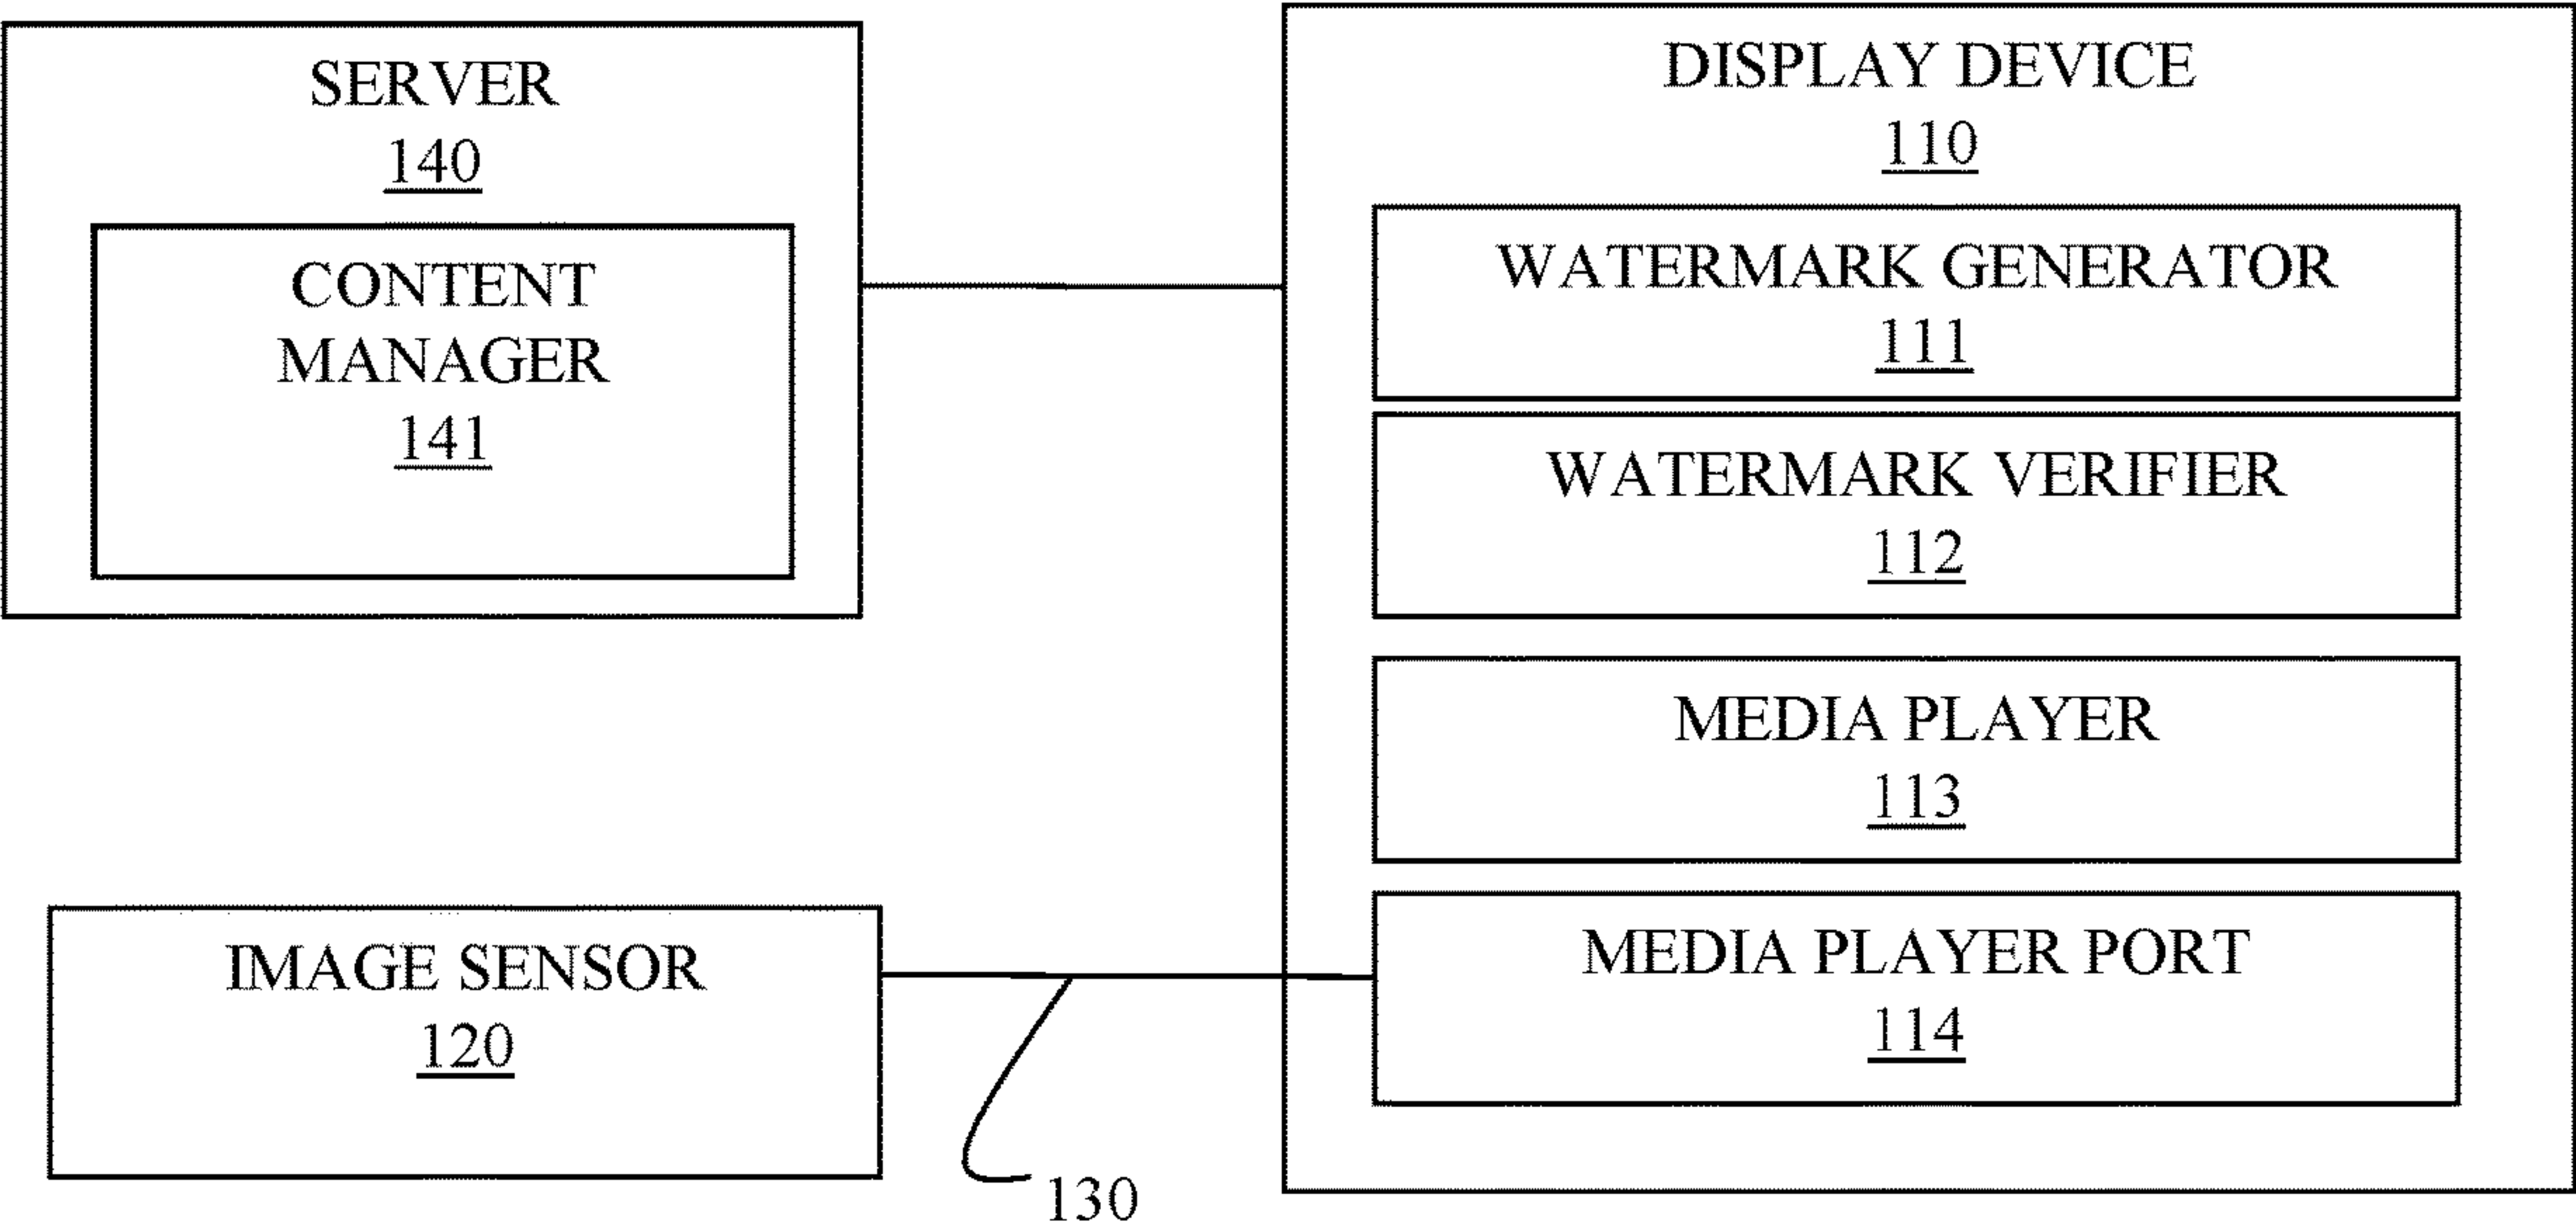 SERVER
140
CONTENT
MANAGER
141
DISPLAY DEVICE
110
WATERMARK GENERATOR
111
WATERMARK VERIFIER
112
MEDIA PLAYER
113
MEDIA PLAYER PORT
114
IMAGE SENSOR
120
130